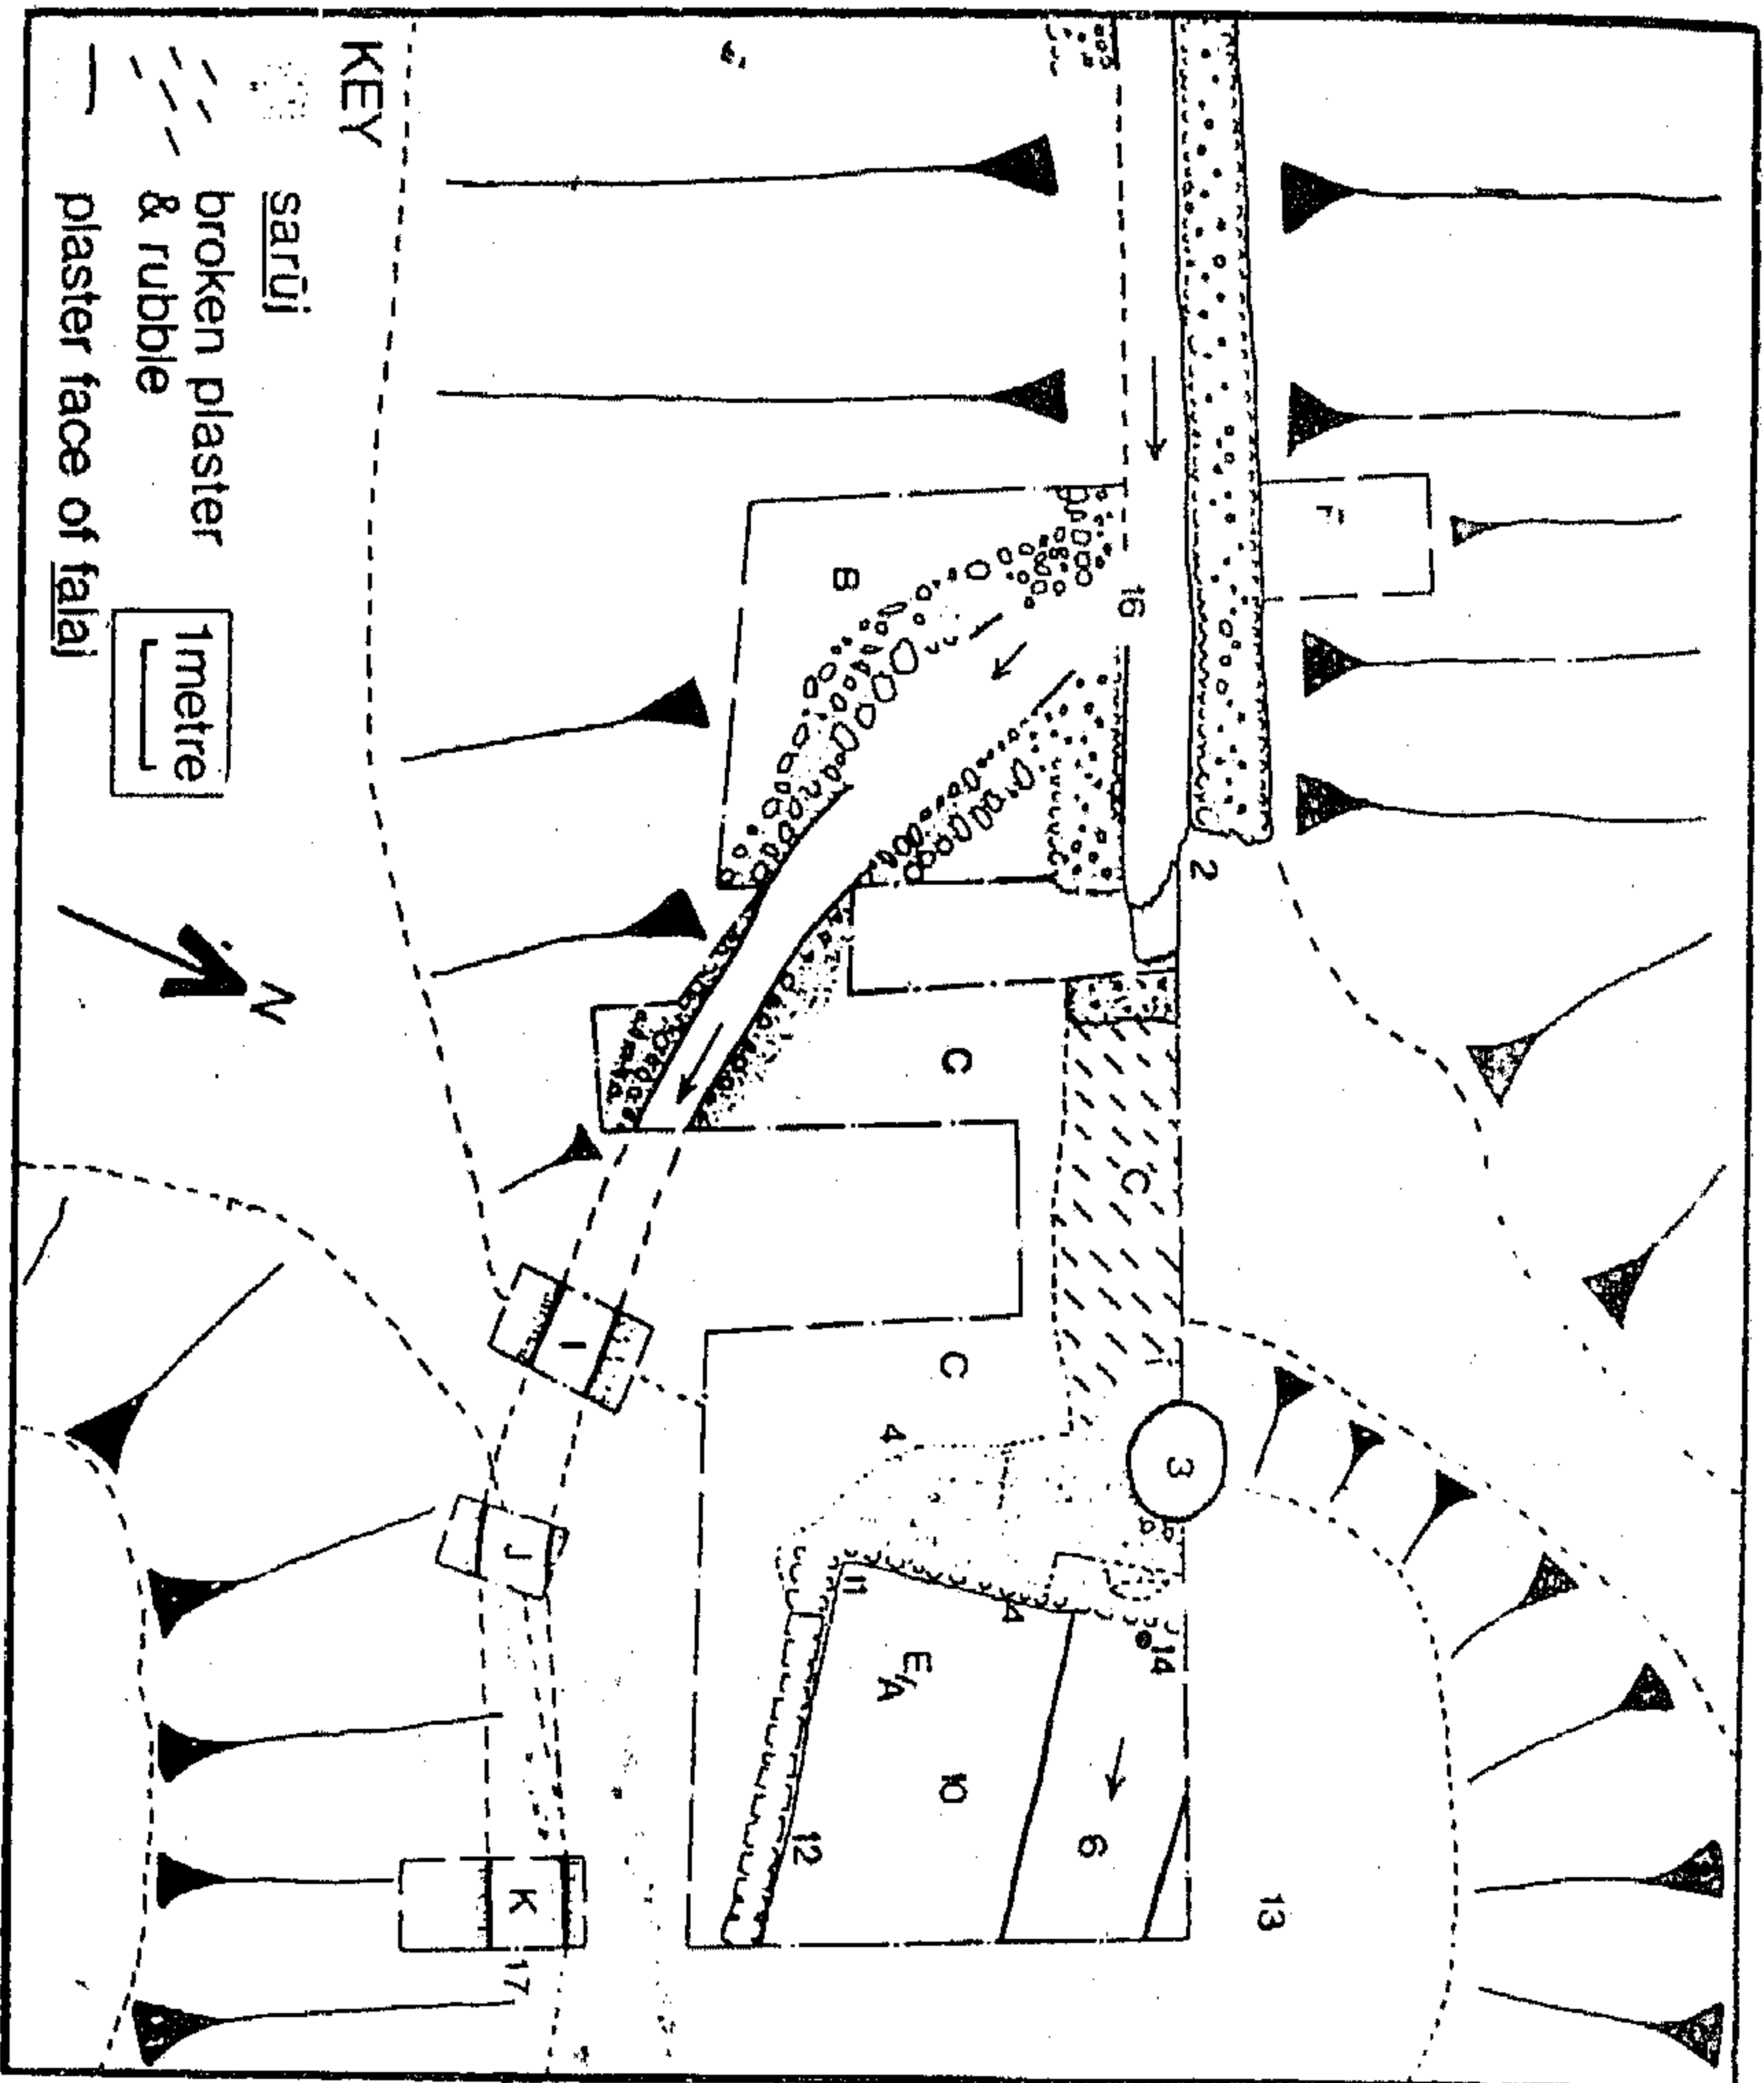 KEY
sarūj
broken plaster
& rubble
plaster face of falaj
1metre
N
F
B
16
2
C
C
C
I
J
K
17
3
4
4
11
14
E/A
10
6
12
13